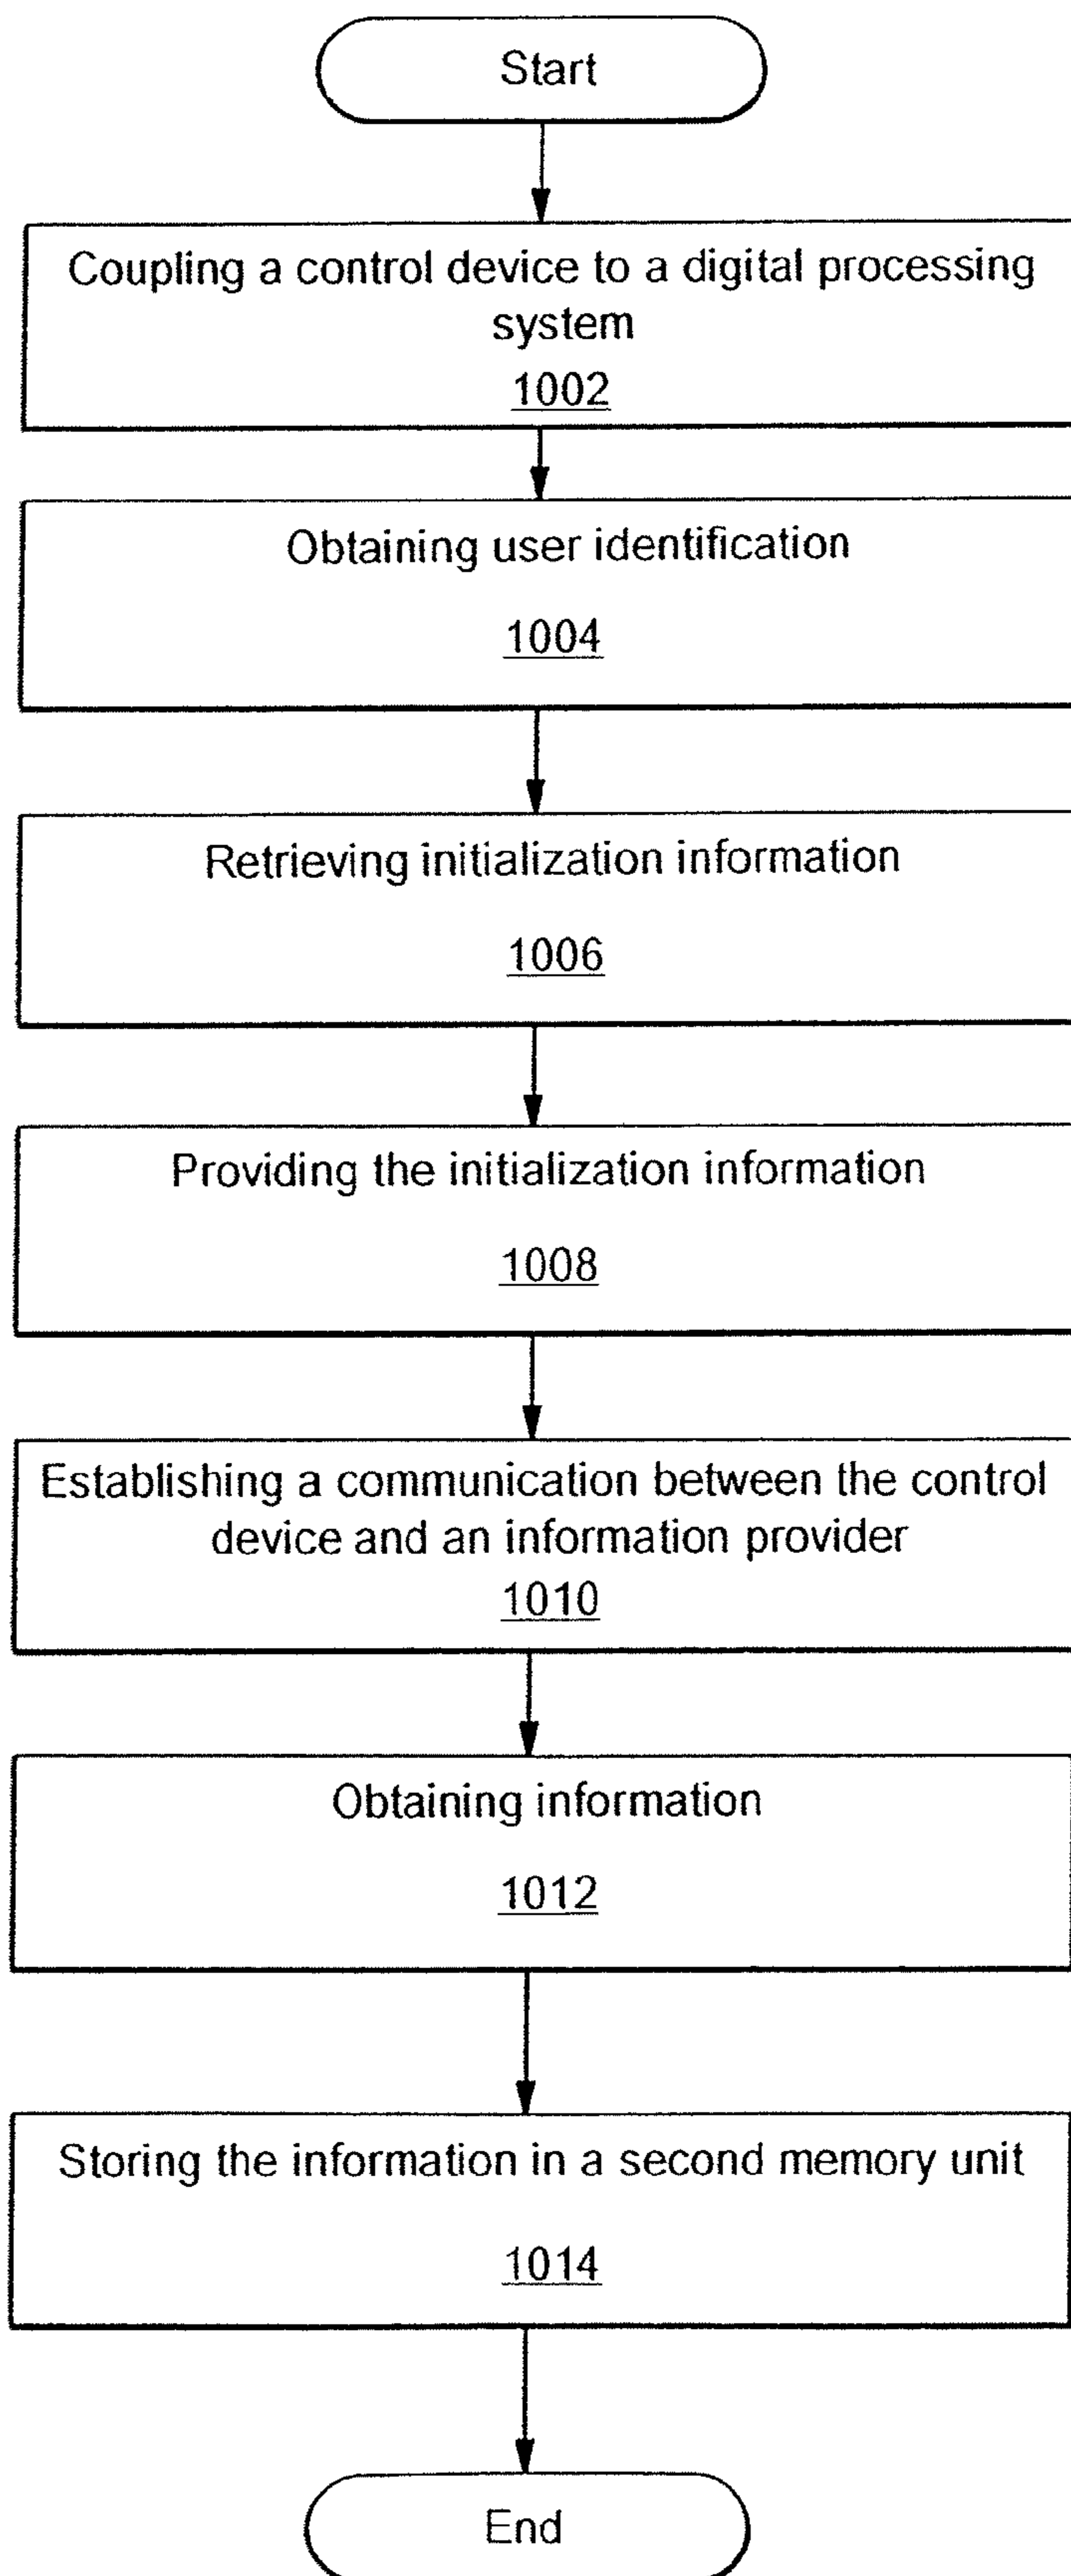 Start
Coupling a control device to a digital processing
system
1002
Obtaining user identification
1004
Retrieving initialization information
1006
Providing the initialization information
1008
Establishing a communication between the control
device and an information provider
1010
Obtaining information
1012
Storing the information in a second memory unit
1014
End